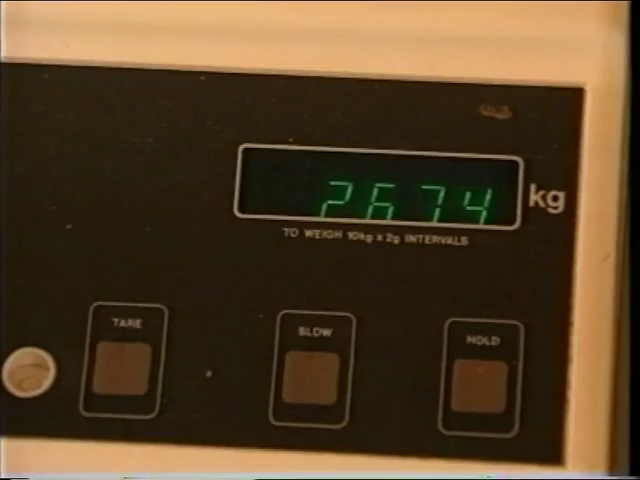 2674
kg
TO WEIGH 10kg x 2g INTERVALS
TARE
SLOW
HOLD